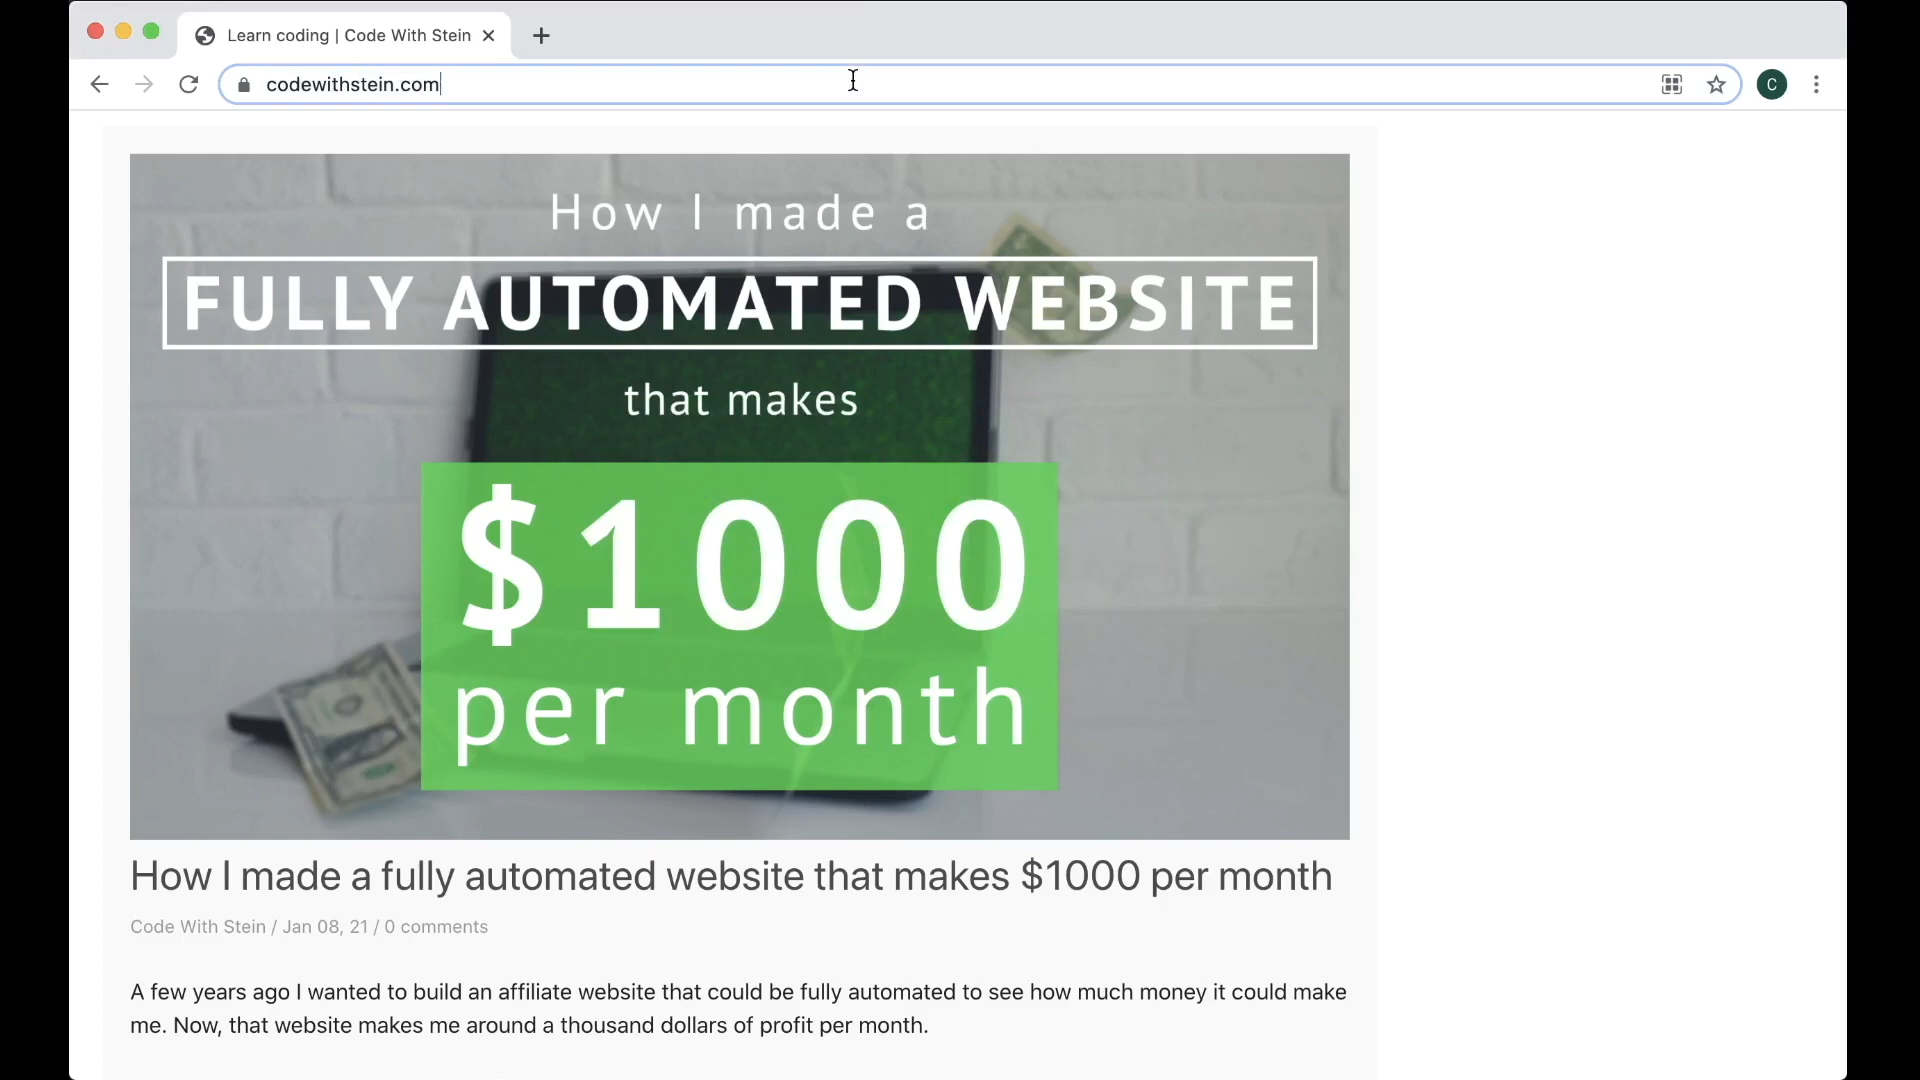 Learn coding | Code With Stein
codewithstein.com
C
How I made a
FULLY AUTOMATED WEBSITE
that makes
$1000
per month
How I made a fully automated website that makes $1000 per month
Code With Stein / Jan 08, 21 / 0 comments
A few years ago I wanted to build an affiliate website that could be fully automated to see how much money it could make
me. Now, that website makes me around a thousand dollars of profit per month.